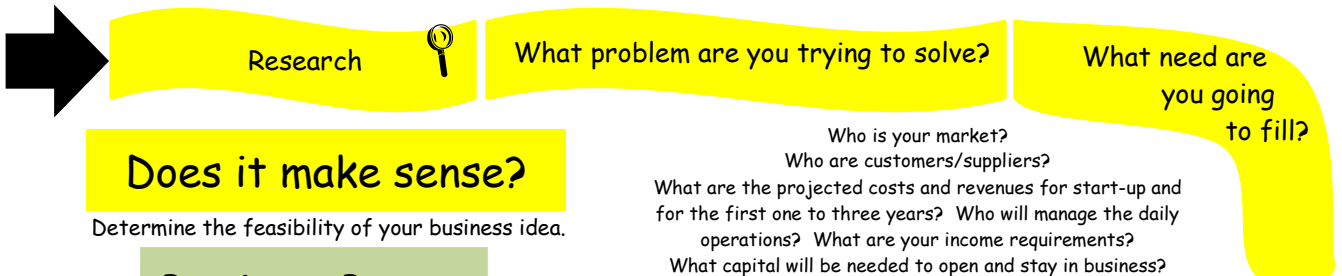 Research
What problem are you trying to solve?
What need are
you going
to fill?
Does it make sense?
Determine the feasibility of your business idea.
Who is your market?
Who are customers/suppliers?
What are the projected costs and revenues for start-up and
for the first one to three years?  Who will manage the daily
operations?  What are your income requirements?
What capital will be needed to open and stay in business?